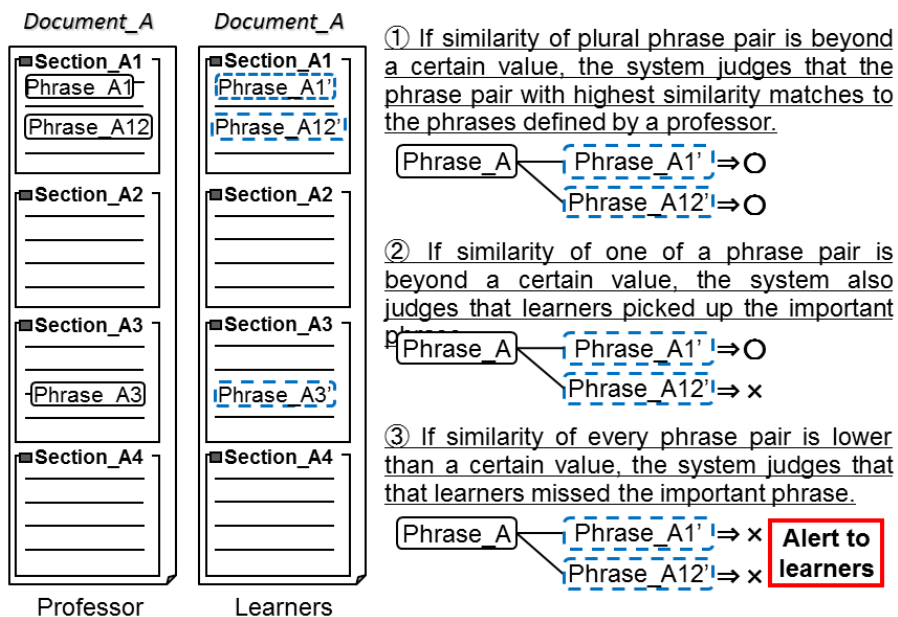 Document_A
Section_A1
Phrase_A1
Phrase_A12
Section_A2
Section_A3
Phrase_A3
Section_A4
Professor
Document_A
Section_A1
Phrase_A1’
Phrase_A12’
Section_A2
Section_A3
Phrase_A3’
Section_A4
Learners
① If similarity of plural phrase pair is beyond
a certain value, the system judges that the
phrase pair with highest similarity matches to
the phrases defined by a professor.
Phrase_A
Phrase_A1’ ⇒ ○
Phrase_A12’ ⇒ ○
② If similarity of one of a phrase pair is
beyond a certain value, the system also
judges that learners picked up the important
Phrase_A
Phrase_A1’ ⇒ ○
Phrase_A12’ ⇒ ×
③ If similarity of every phrase pair is lower
than a certain value, the system judges that
that learners missed the important phrase.
Phrase_A
Phrase_A1’ ⇒ ×
Phrase_A12’ ⇒ ×
Alert to
learners